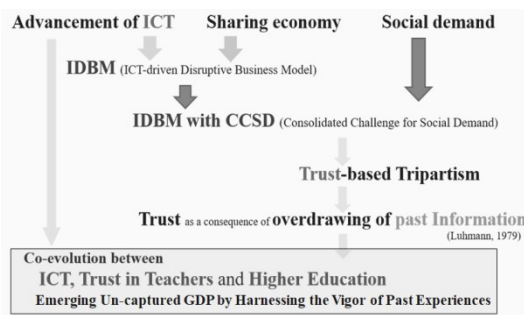 Advancement of ICT Sharing economy Social demand
IDBM (ICT-driven Disruptive Business Model)
IDBM with CCSD (Consolidated Challenge for Social Demand)
Trust-based Tripartism
Trust as a consequence of overdrawing of past Information
(Luhmann, 1979)
Co-evolution between
ICT, Trust in Teachers and Higher Education
Emerging Un-captured GDP by Harnessing the Vigor of Past Experiences